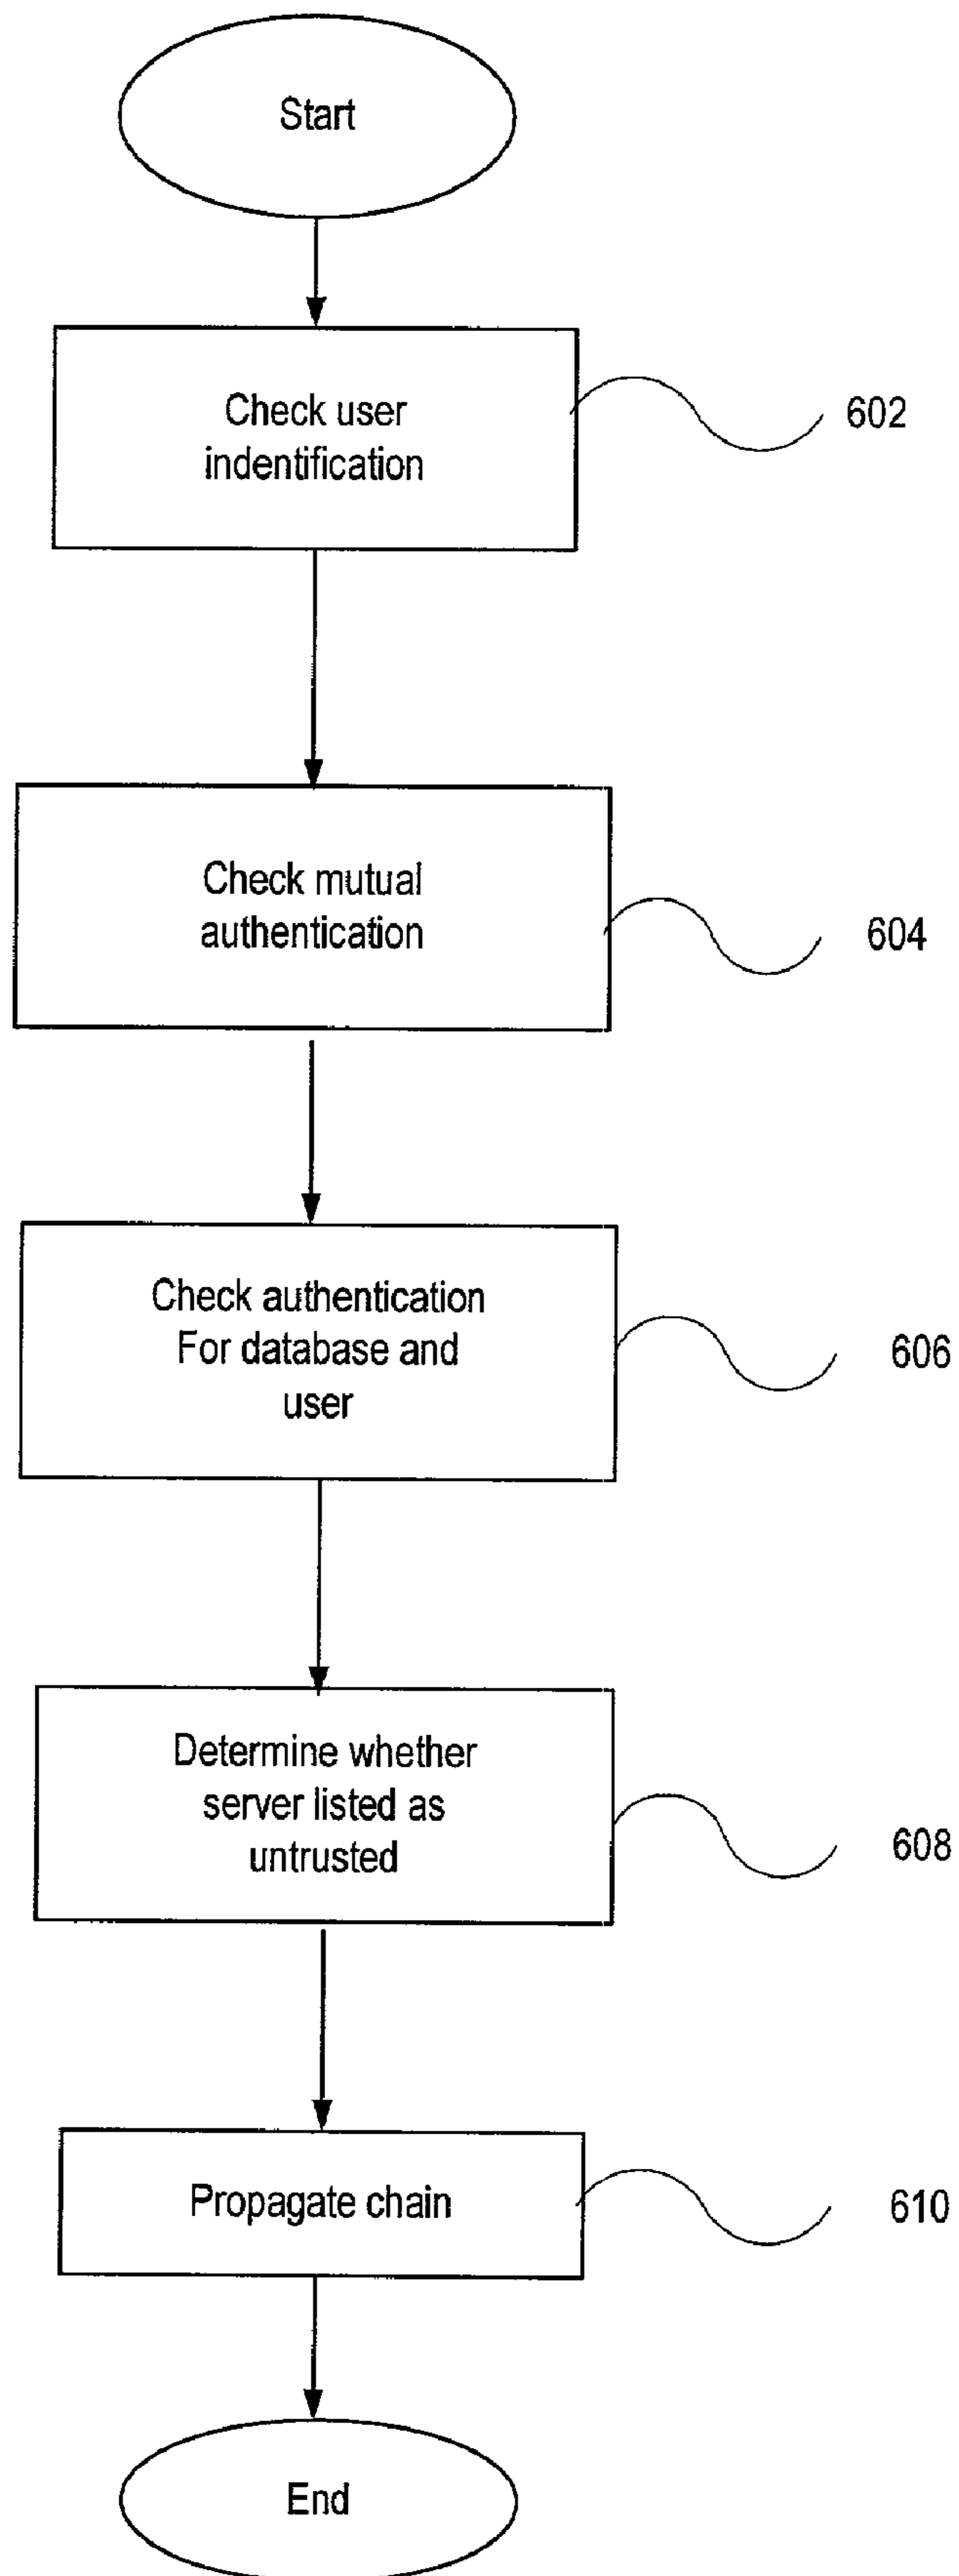 Start
Check user
indentification
602
Check mutual
authentication
604
Check authentication
For database and
user
606
Determine whether
server listed as
untrusted
608
Propagate chain
610
End